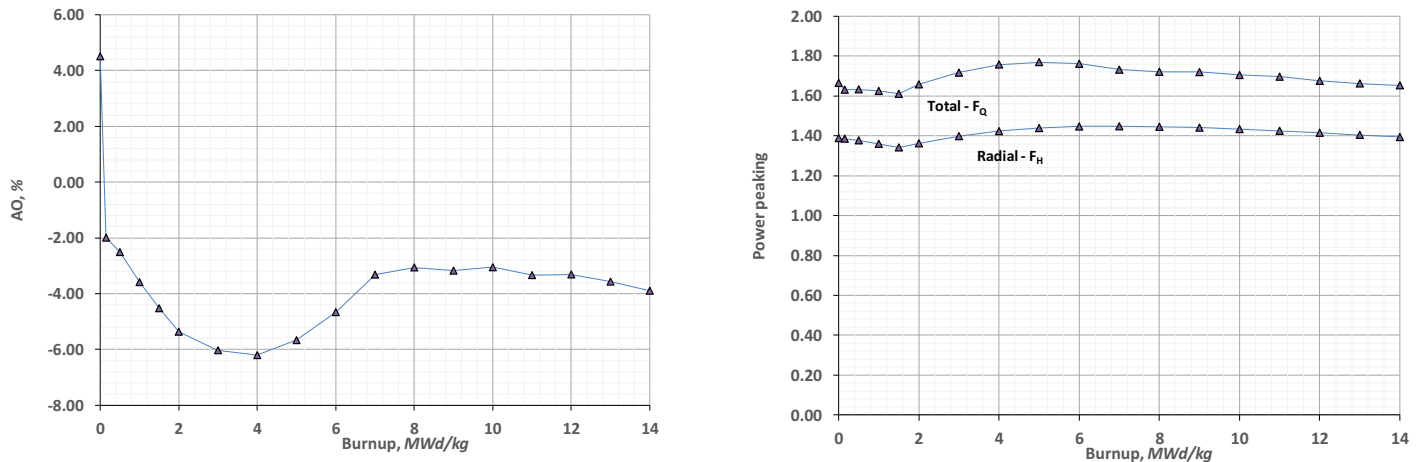 6.00
4.00
2.00
0.00
-2.00
-4.00
-6.00
-8.00
AO, %
0 2 4 6 8 10 12 14
Burnup, MWd/kg
2.00
1.80
1.60
1.40
1.20
1.00
0.80
0.60
0.40
0.20
0.00
Power peaking
Total - FQ
Radial - FH
0 2 4 6 8 10 12 14
Burnup, MWd/kg